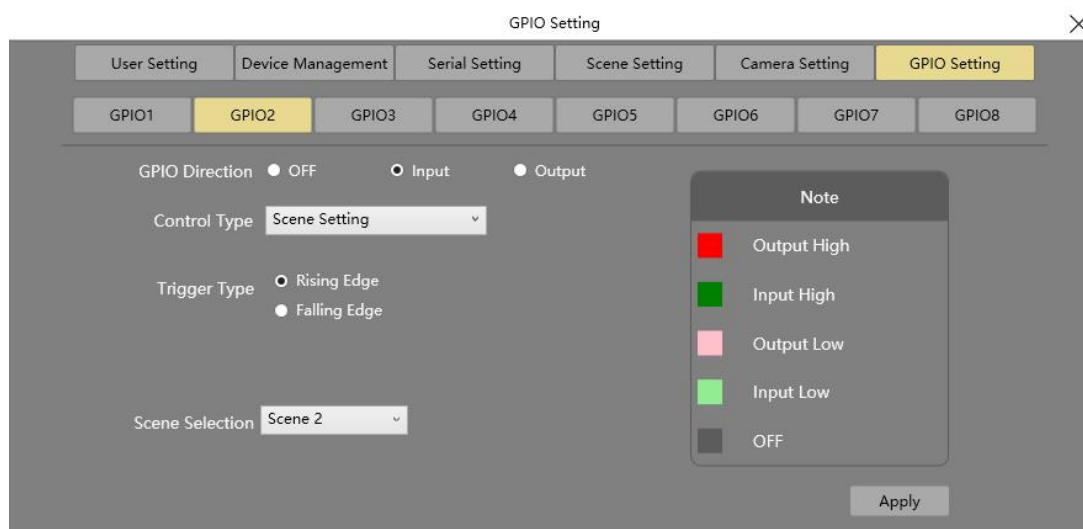 GPIO Setting
User Setting Device Management Serial Setting Scene Setting Camera Setting GPIO Setting
GPIO1 GPIO2 GPIO3 GPIO4 GPIO5 GPIO6 GPIO7 GPIO8
GPIO Direction OFF Input Output
Control Type Scene Setting
Trigger Type Rising Edge
Falling Edge
Scene Selection Scene 2
Note
Output High
Input High
Output Low
Input Low
OFF
Apply